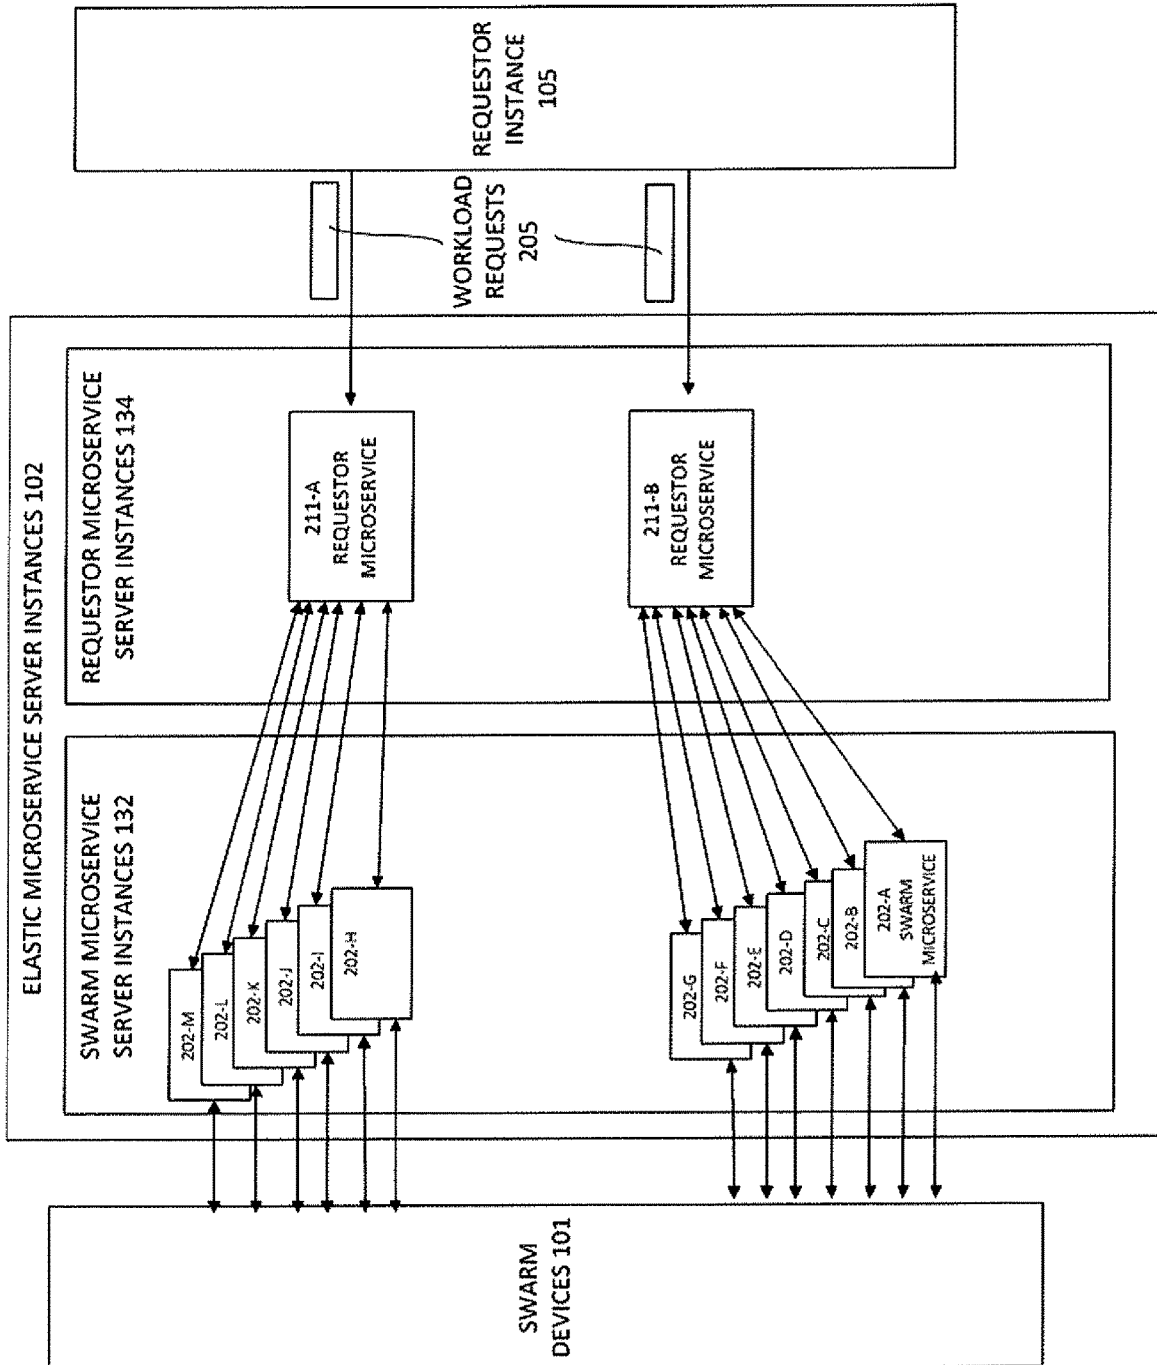 ELASTIC MICROSERVICE SERVER INSTANCES 102
SWARM
DEVICES 101
SWARM MICROSERVICE
SERVER INSTANCES 132
202-M
202-L
202-K
202-J
202-I
202-H
202-G
202-F
202-E
202-D
202-C
202-B
202-A
SWARM
MICROSERVICE
REQUESTOR MICROSERVICE
SERVER INSTANCES 134
211-A
REQUESTOR
MICROSERVICE
211-B
REQUESTOR
MICROSERVICE
WORKLOAD
REQUESTS
205
REQUESTOR
INSTANCE
105